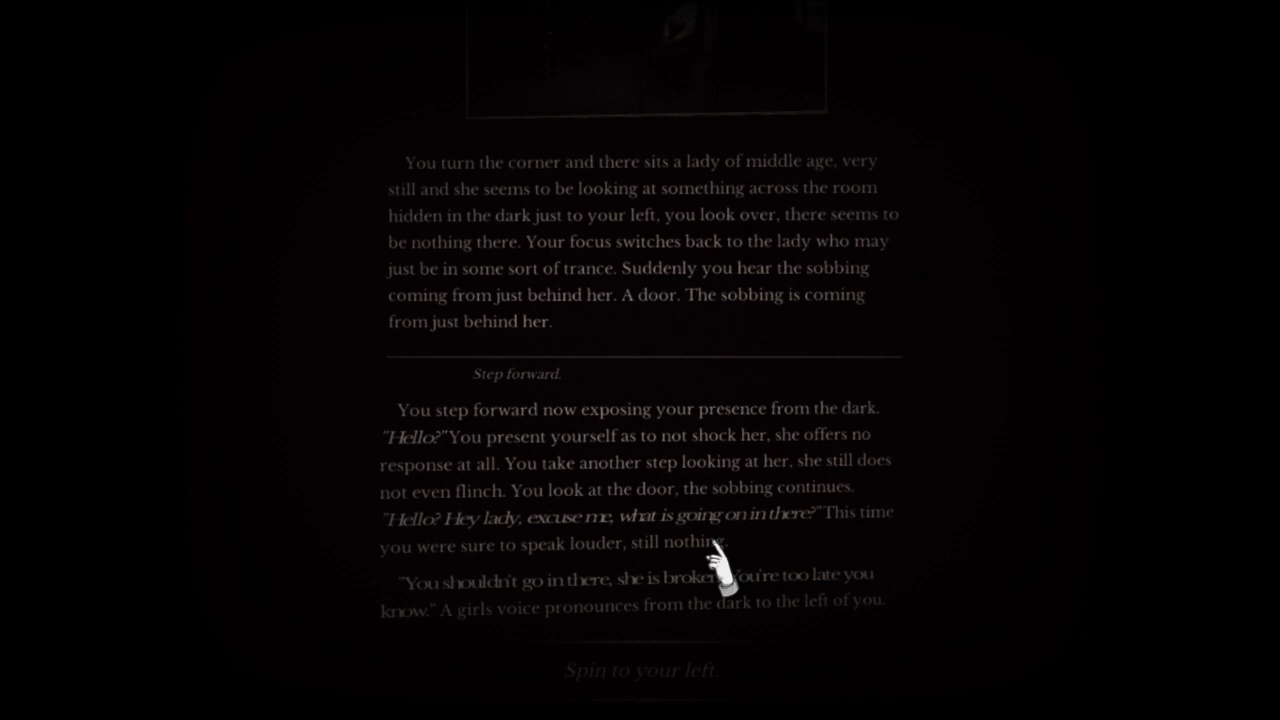 You turn the corner and there sits a lady of middle age, very
still and she seems to be looking at something across the room
hidden in the dark just to your left, you look over, there seems to
be nothing there. Your focus switches back to the lady who may
just be in some sort of trance. Suddenly you hear the sobbing
coming from just behind her. A door. The sobbing is coming
from just behind her.
Step forward.
You step forward now exposing your presence from the dark.
"Hello?" You present yourself as to not shock her, she offers no
response at all. You take another step looking at her, she still does
not even flinch. You look at the door, the sobbing continues.
"Hello? Hey lady, excuse me, what is going on in there?" This time
you were sure to speak louder, still nothing.
"You shouldn't go in there, she is broken. You're too late you
know." A girls voice pronounces from the dark to the left of you.
Spin to your left.